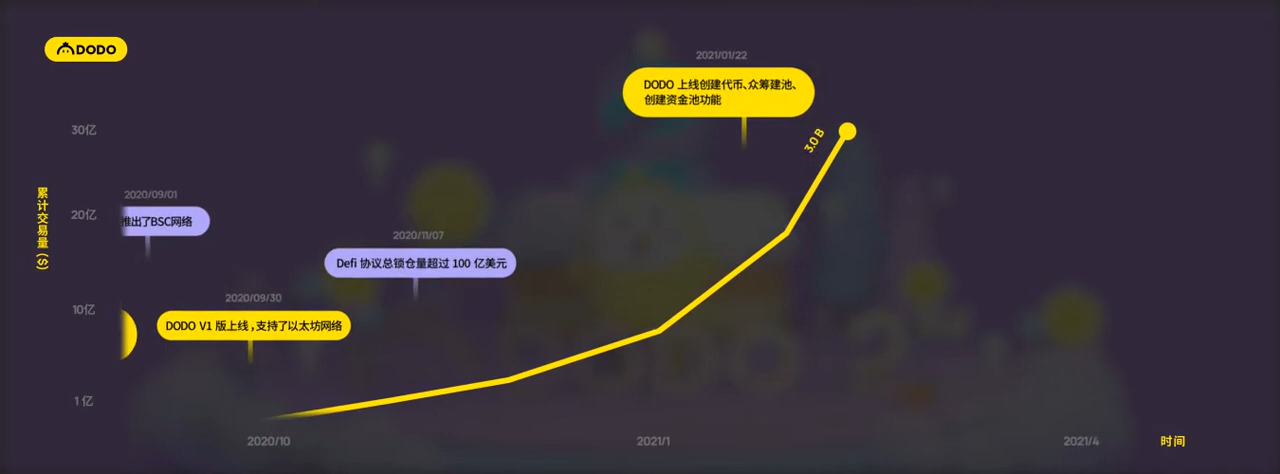 DODO
2021/01/22
DODO 上线创建代币、众筹建池、
创建资金池功能
30亿
3.0 B
累计交易量 ($)
2020/09/01
推出了BSC网络
20亿
2020/11/07
Defi 协议总锁仓量超过 100 亿美元
2020/09/30
10亿
DODO V1 版上线，支持了以太坊网络
1亿
2020/10
2021/1
2021/4
时间